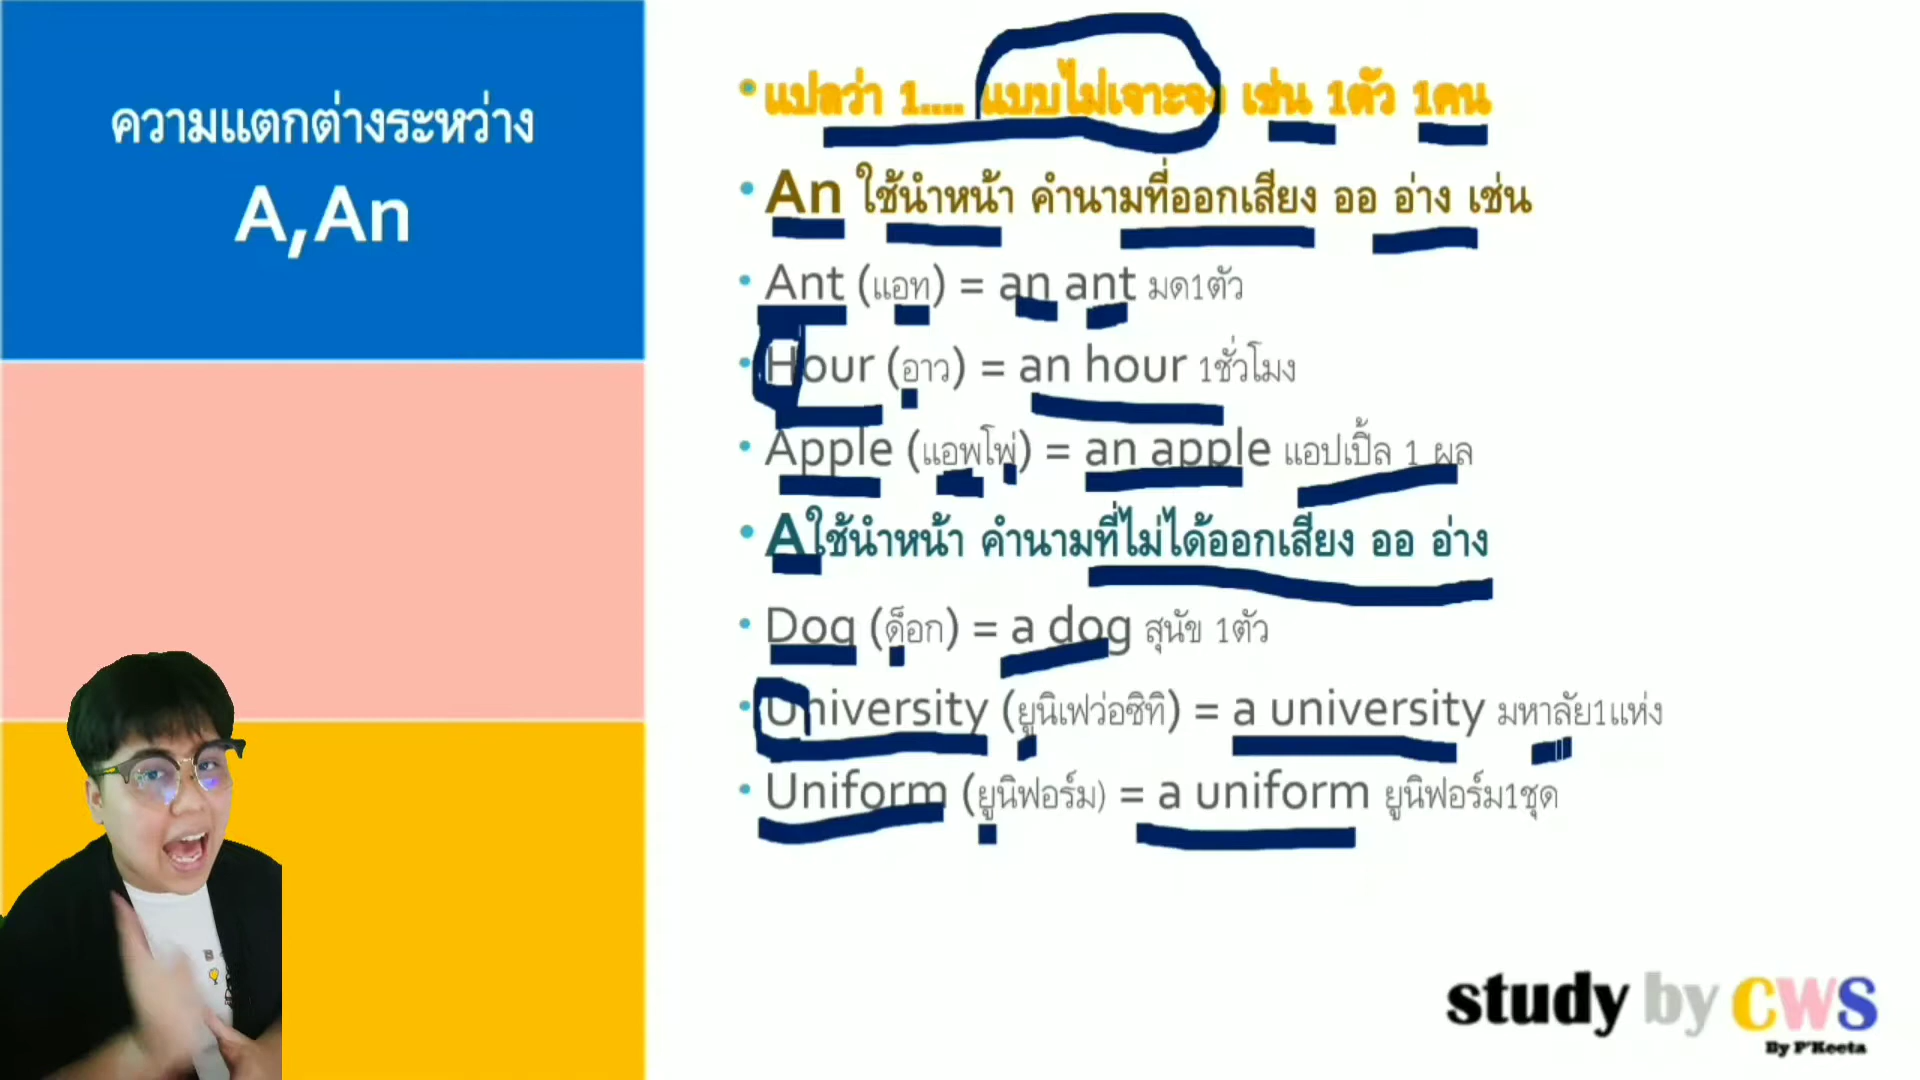 ความแตกต่างระหว่าง
A,An
แปลว่า 1.... แบบไม่เจาะจง เช่น 1ตัว 1คน
An ใช้นำหน้า คำนามที่ออกเสียง ออ อ่าง เช่น
Ant (แอท) = an ant มด1ตัว
Hour (อาว) = an hour 1ชั่วโมง
Apple (แอพโพ่) = an apple แอปเปิ้ล 1 ผล
Aใช้นำหน้า คำนามที่ไม่ได้ออกเสียง ออ อ่าง
Dog (ด็อก) = a dog สุนัข 1ตัว
University (ยูนิเฟว่อซิทิ) = a university มหาลัย1แห่ง
Uniform (ยูนิฟอร์ม) = a uniform ยูนิฟอร์ม1ชุด
study by CWS
By P'Keeta